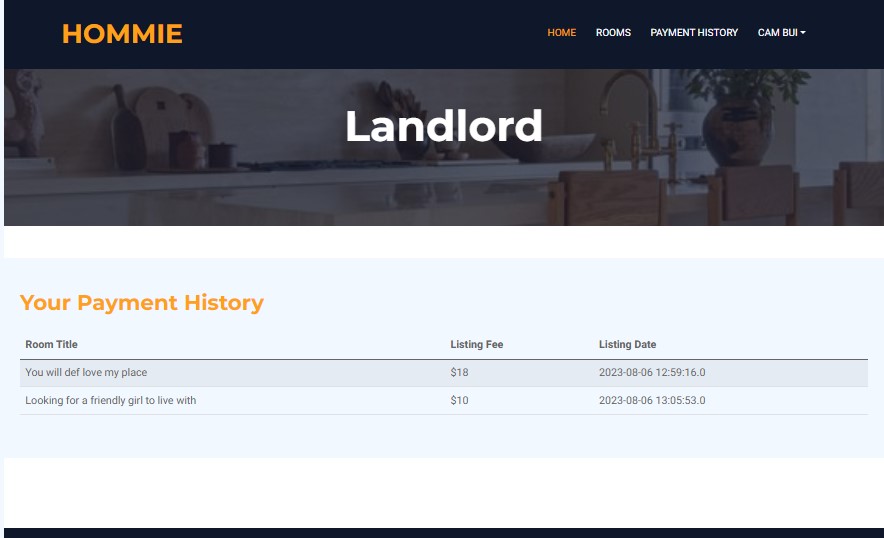 HOMMIE
HOME ROOMS PAYMENT HISTORY CAM BUI
Landlord
Your Payment History
Room Title Listing Fee Listing Date
You will def love my place $18 2023-08-06 12:59:16.0
Looking for a friendly girl to live with $10 2023-08-06 13:05:53.0